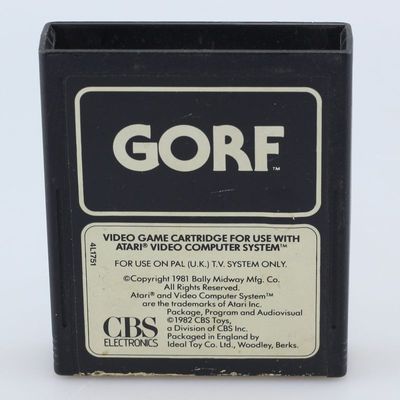 GORF™
VIDEO GAME CARTRIDGE FOR USE WITH
ATARI® VIDEO COMPUTER SYSTEM™
FOR USE ON PAL (U.K.) T.V. SYSTEM ONLY.
©Copyright 1981 Bally Midway Mfg. Co.
All Rights Reserved.
Atari® and Video Computer System™
are the trademarks of Atari Inc.
Package, Program and Audiovisual
©1982 CBS Toys,
a Division of CBS Inc.
Packaged in England by
Ideal Toy Co. Ltd., Woodley, Berks.
CBS
ELECTRONICS
4L1751